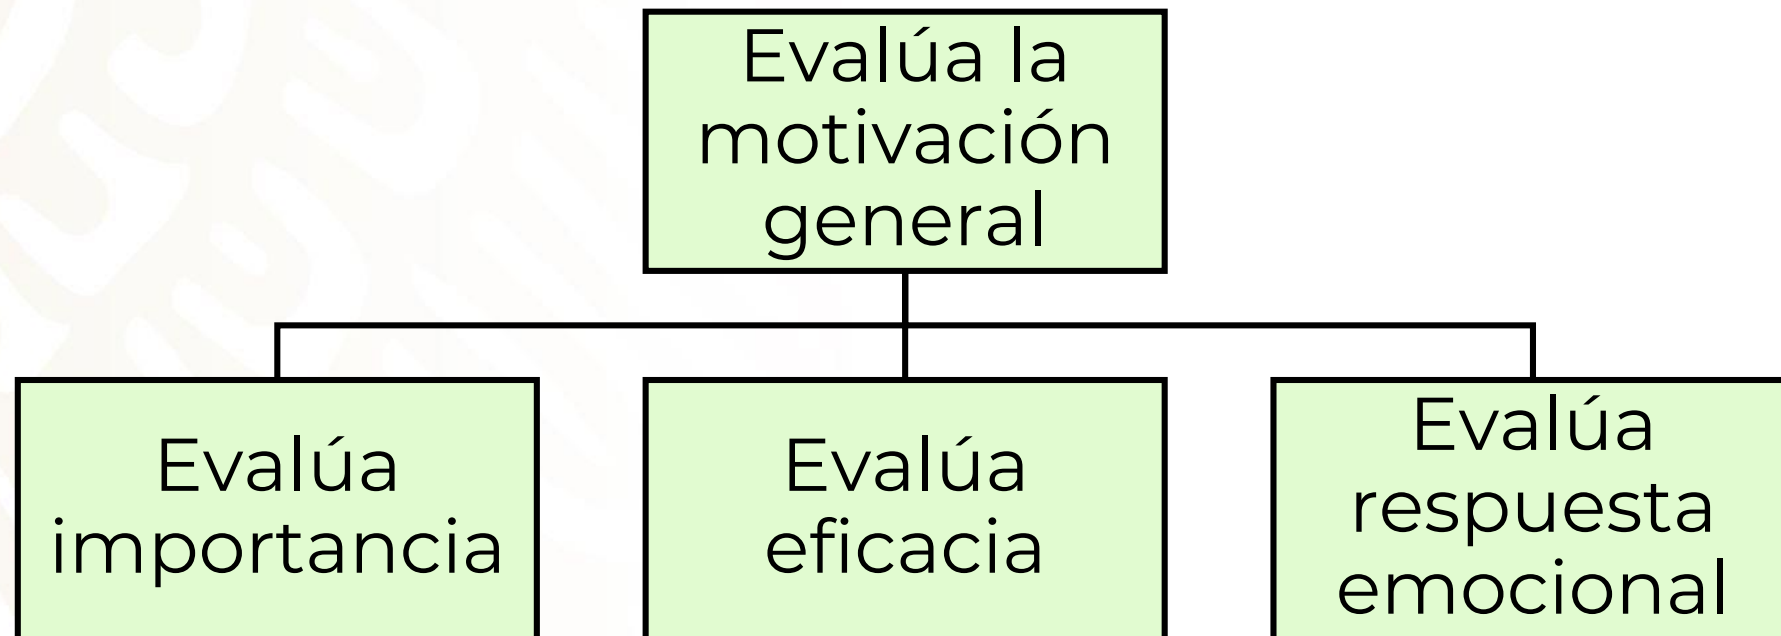 Evalúa la
motivación
general
Evalúa
importancia
Evalúa
eficacia
Evalúa
respuesta
emocional